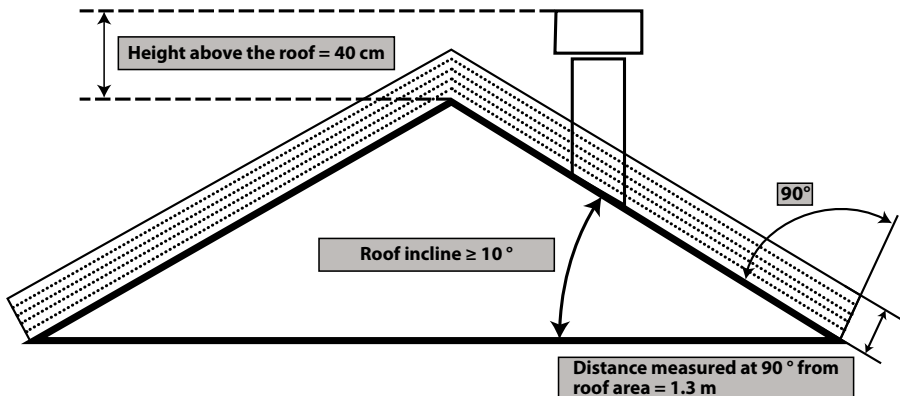 Height above the roof = 40 cm
90°
Roof incline ≥ 10 °
Distance measured at 90 ° from
roof area = 1.3 m